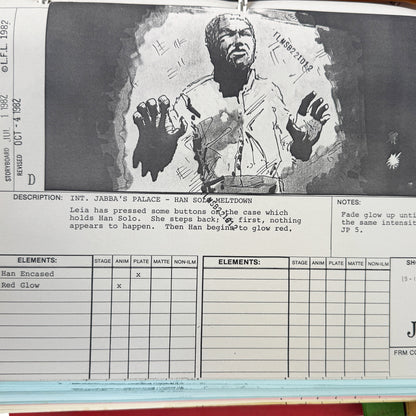 ©L.F.L 1982
STORYBOARD JUL 1 1982
REVISED OCT -4 1982
D
DESCRIPTION: INT. JABBA'S PALACE - HAN SOLO MELTDOWN
Leia has pressed some buttons on the case which
holds Han Solo. She steps back; at first, nothing
appears to happen. Then Han begins to glow red.
NOTES:
Fade glow up until
the same intensit
JP 5.
ELEMENTS: STAGE ANIM PLATE MATTE NON-ILM
Han Encased x
Red Glow x
ELEMENTS: STAGE ANIM PLATE MATTE NON-ILM
SH
J
FRM CO